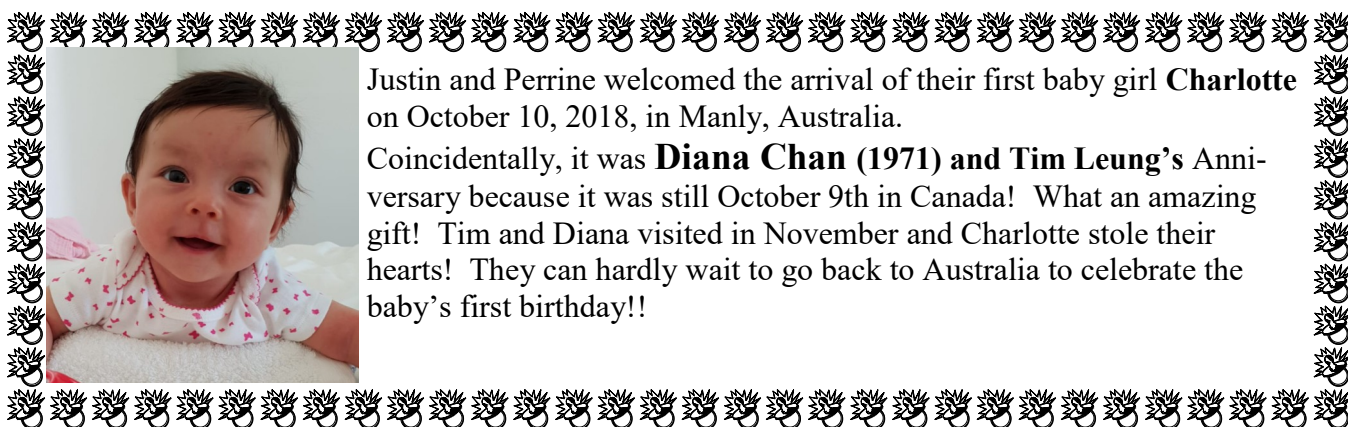 Justin and Perrine welcomed the arrival of their first baby girl Charlotte
on October 10, 2018, in Manly, Australia.
Coincidentally, it was Diana Chan (1971) and Tim Leung’s Anni-
versary because it was still October 9th in Canada!  What an amazing
gift!  Tim and Diana visited in November and Charlotte stole their
hearts!  They can hardly wait to go back to Australia to celebrate the
baby’s first birthday!!